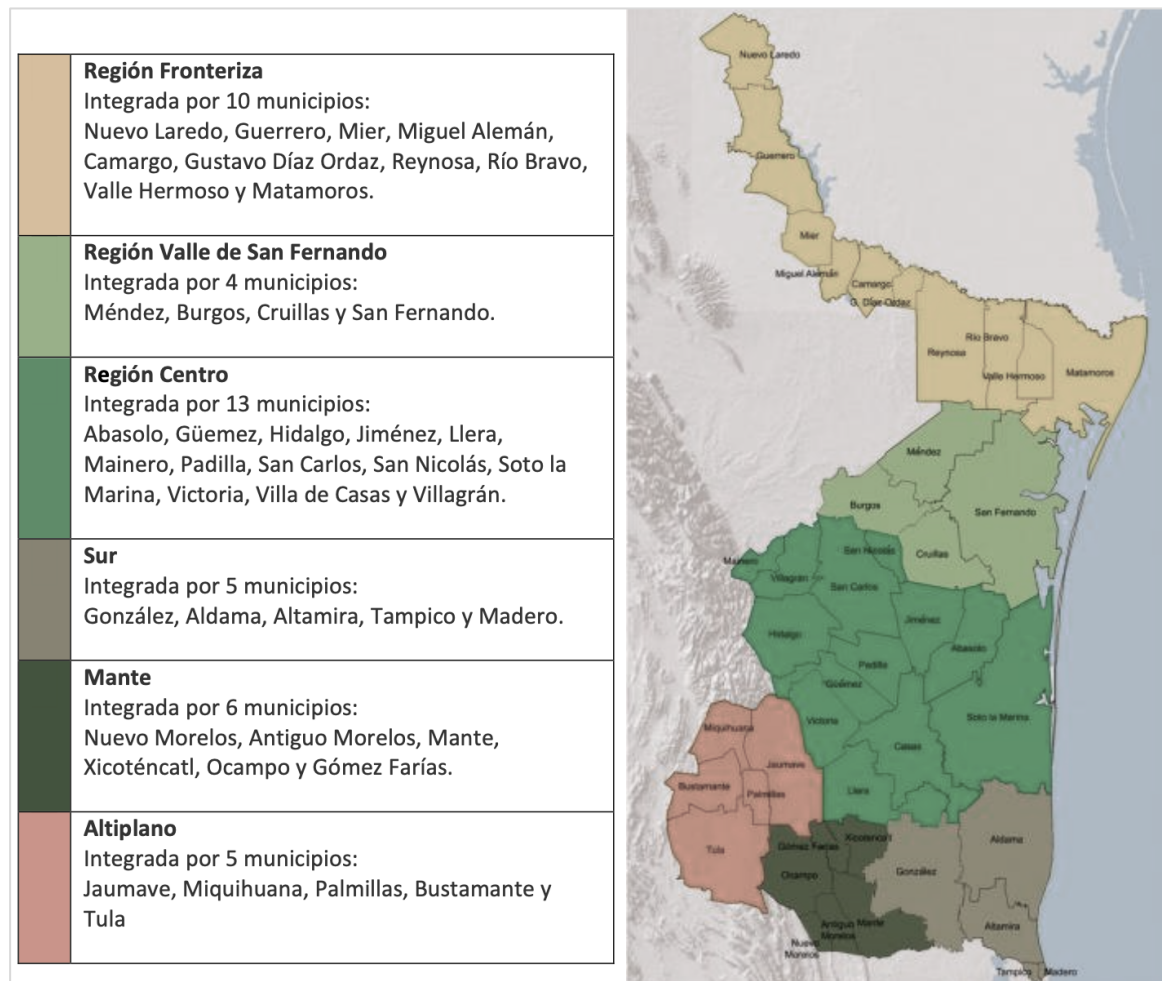 Región Fronteriza
Integrada por 10 municipios:
Nuevo Laredo, Guerrero, Mier, Miguel Alemán,
Camargo, Gustavo Díaz Ordaz, Reynosa, Río Bravo,
Valle Hermoso y Matamoros.
Región Valle de San Fernando
Integrada por 4 municipios:
Méndez, Burgos, Cruillas y San Fernando.
Región Centro
Integrada por 13 municipios:
Abasolo, Güemez, Hidalgo, Jiménez, Llera,
Mainero, Padilla, San Carlos, San Nicolás, Soto la
Marina, Victoria, Villa de Casas y Villagrán.
Sur
Integrada por 5 municipios:
González, Aldama, Altamira, Tampico y Madero.
Mante
Integrada por 6 municipios:
Nuevo Morelos, Antiguo Morelos, Mante,
Xicoténcatl, Ocampo y Gómez Farías.
Altiplano
Integrada por 5 municipios:
Jaumave, Miquihuana, Palmillas, Bustamante y
Tula
Nuevo Laredo
Guerrero
Mier
Miguel Alemán
Camargo
G. Díaz Ordaz
Río Bravo
Reynosa
Valle Hermoso
Matamoros
Méndez
Burgos
San Fernando
Cruillas
San Nicolás
Mainero
Villagrán
San Carlos
Jiménez
Hidalgo
Abasolo
Padilla
Güémez
Victoria
Soto la Marina
Casas
Llera
Miquihuana
Jaumave
Bustamante
Palmillas
Tula
Xicoténcatl
Gómez Farías
Ocampo
González
Aldama
Antiguo
Morelos
Mante
Nuevo
Morelos
Altamira
Tampico
Madero